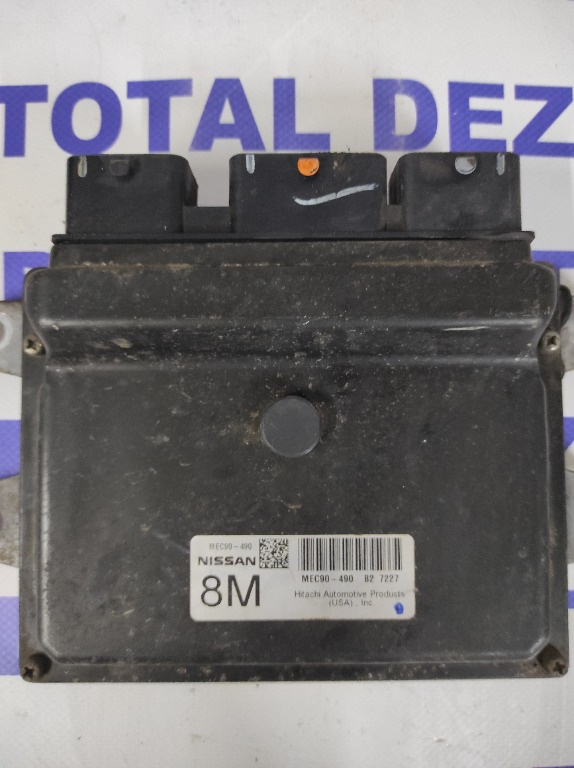 TOTAL DEZ
MEC90-490
NISSAN
8M
MEC90-490 B2 7227
Hitachi Automotive Products
(USA), Inc.